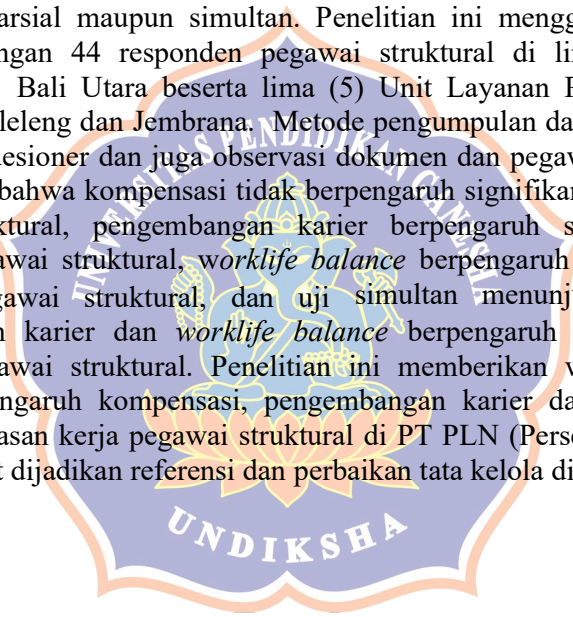 arsial maupun simultan. Penelitian ini mengg
ngan 44 responden pegawai struktural di li
Bali Utara beserta lima (5) Unit Layanan
leleng dan Jembrana. Metode pengumpulan da
esioner dan juga observasi dokumen dan pegaw
bahwa kompensasi tidak berpengaruh signifikan
ktural, pengembangan karier berpengaruh s
awai struktural, worklife balance berpengaruh
gawai struktural, dan uji simultan menunj
n karier dan worklife balance berpengaruh
awai struktural. Penelitian ini memberikan w
ngaruh kompensasi, pengembangan karier da
asan kerja pegawai struktural di PT PLN (Perse
t dijadikan referensi dan perbaikan tata kelola di
UNIVERSITAS PENDIDIKAN GANESHA
UNDIKSHA